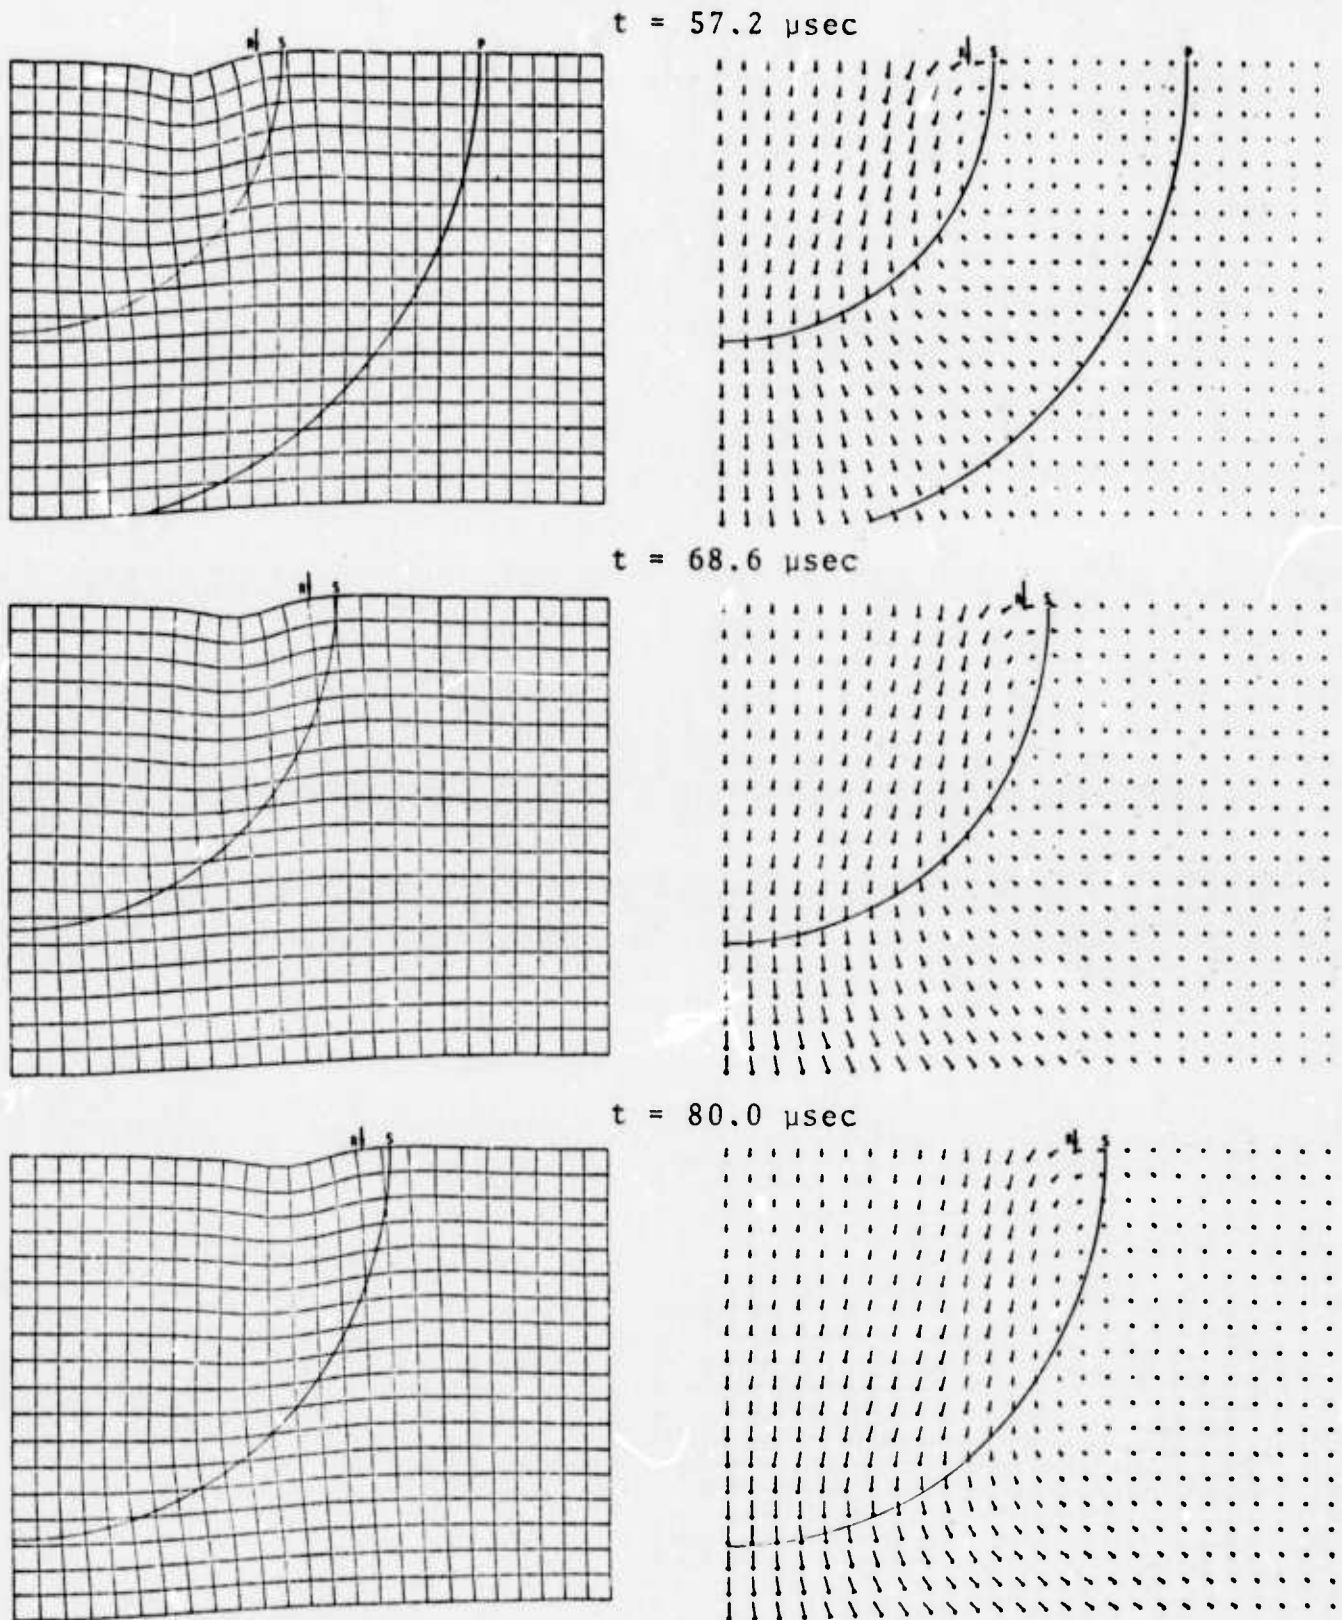 t = 57.2 μsec
S P S P
t = 68.6 μsec
S S
t = 80.0 μsec
S S